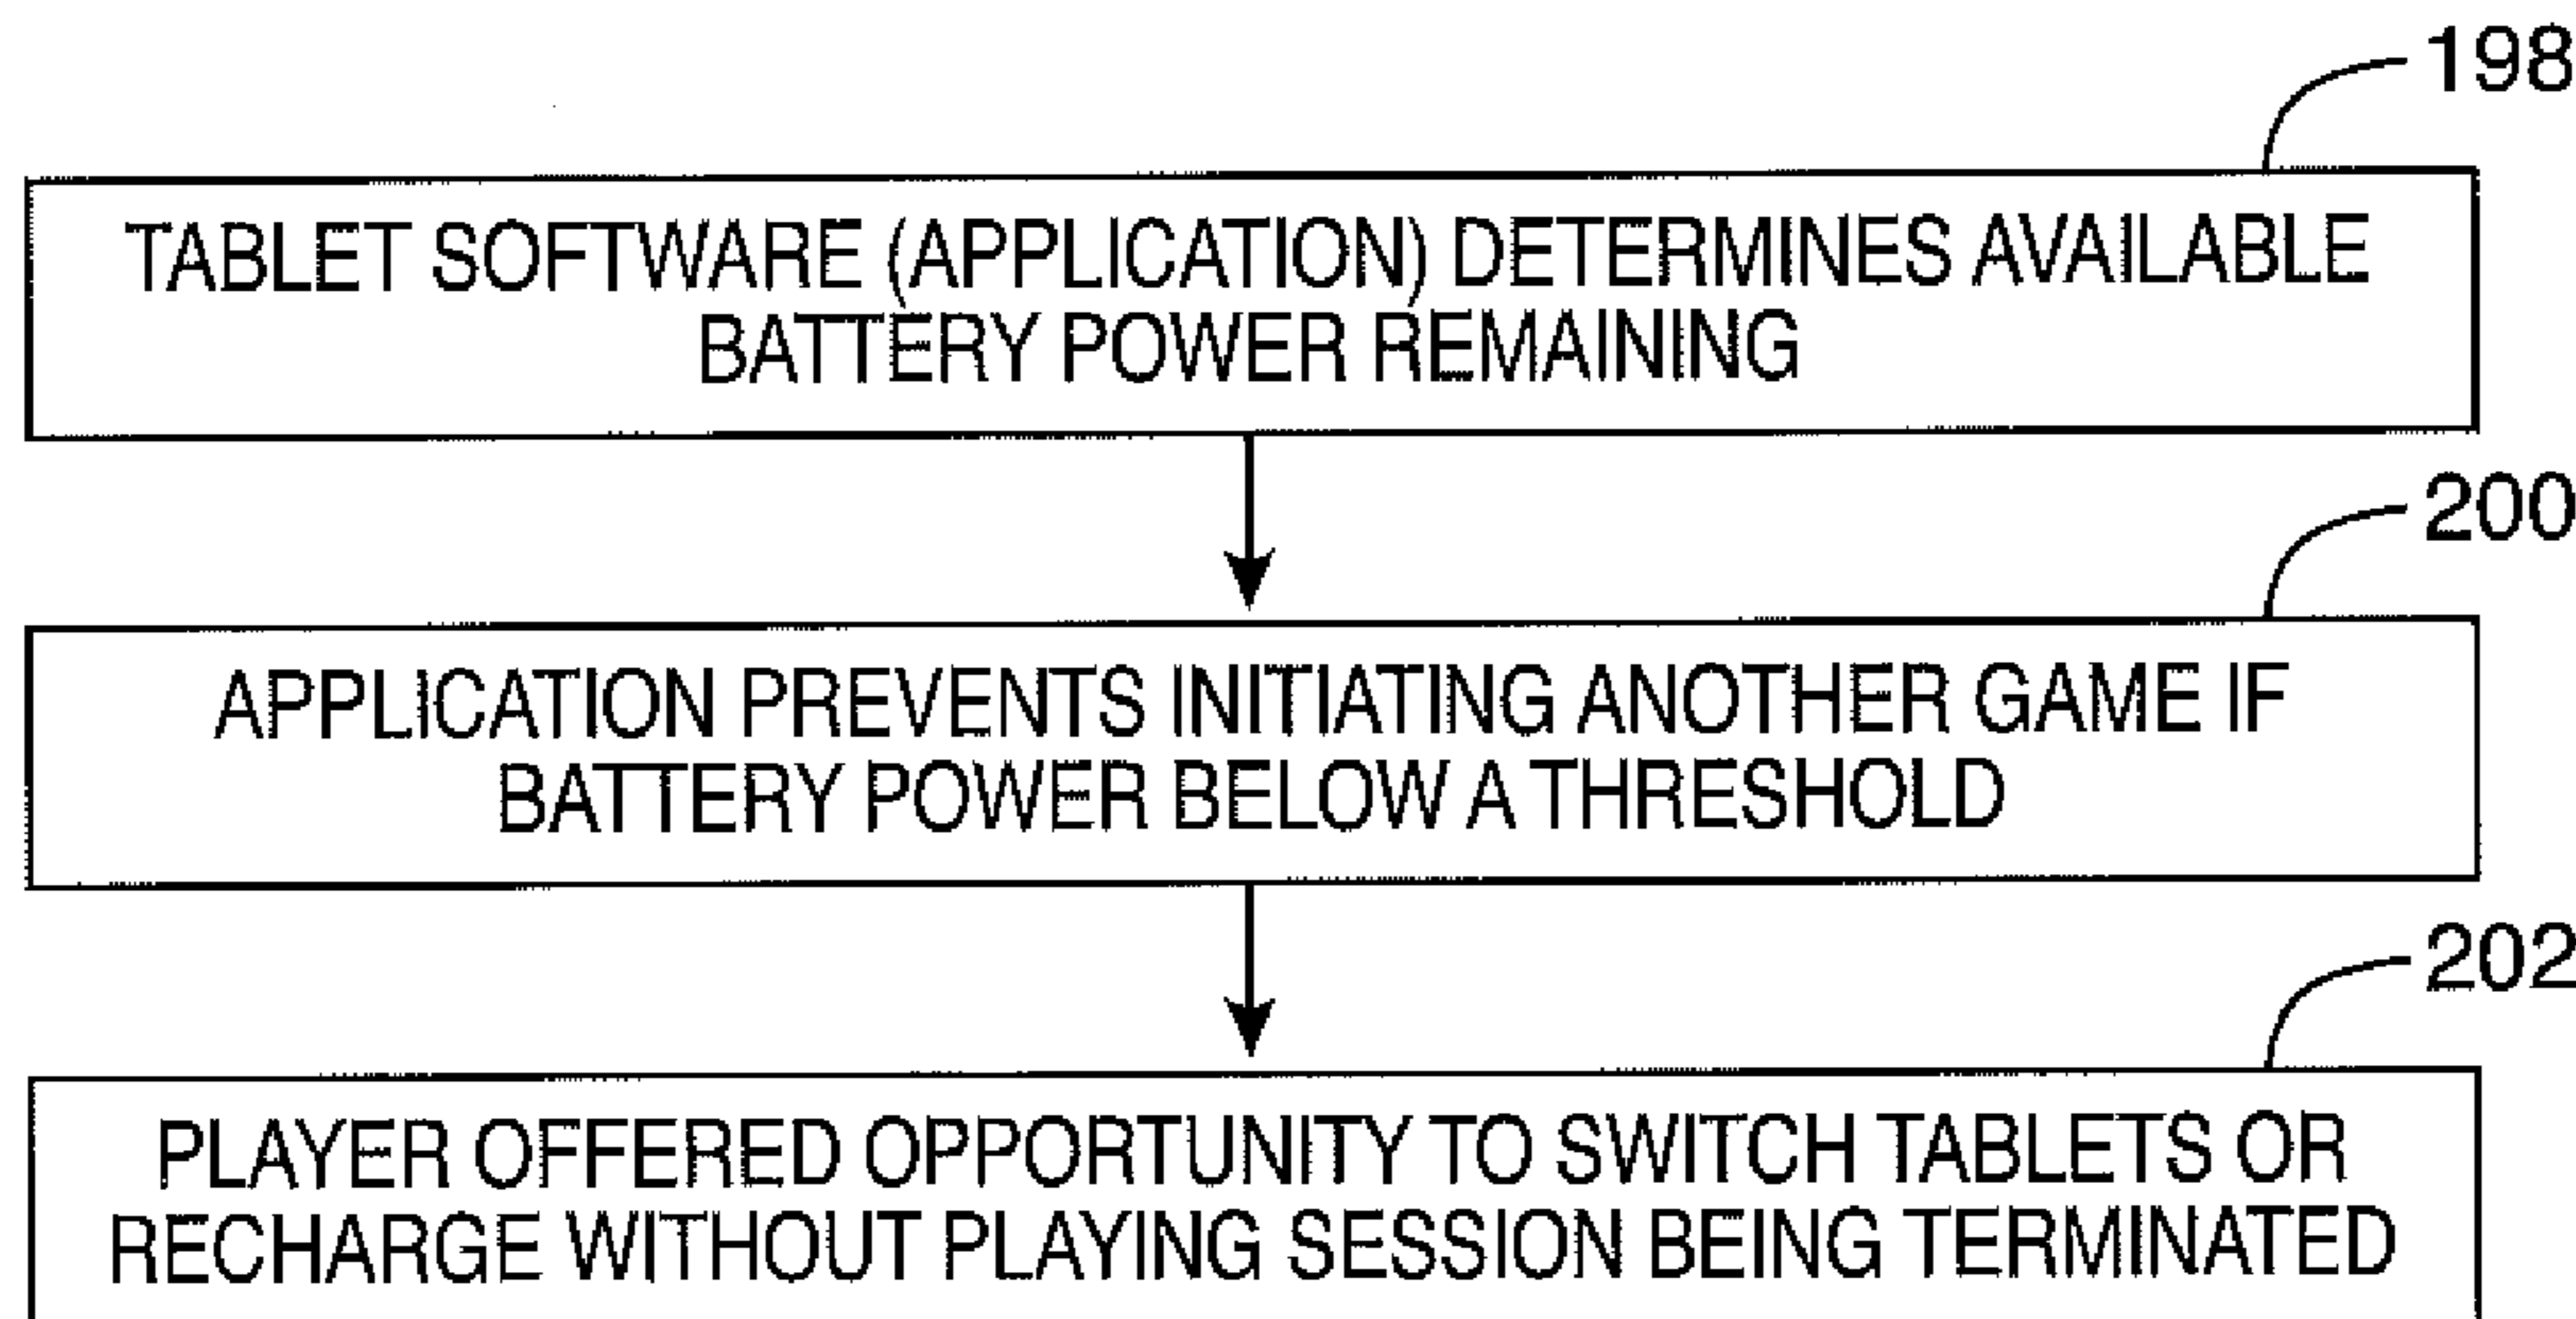 198
TABLET SOFTWARE (APPLICATION) DETERMINES AVAILABLE
BATTERY POWER REMAINING
200
APPLICATION PREVENTS INITIATING ANOTHER GAME IF
BATTERY POWER BELOW A THRESHOLD
202
PLAYER OFFERED OPPORTUNITY TO SWITCH TABLETS OR
RECHARGE WITHOUT PLAYING SESSION BEING TERMINATED